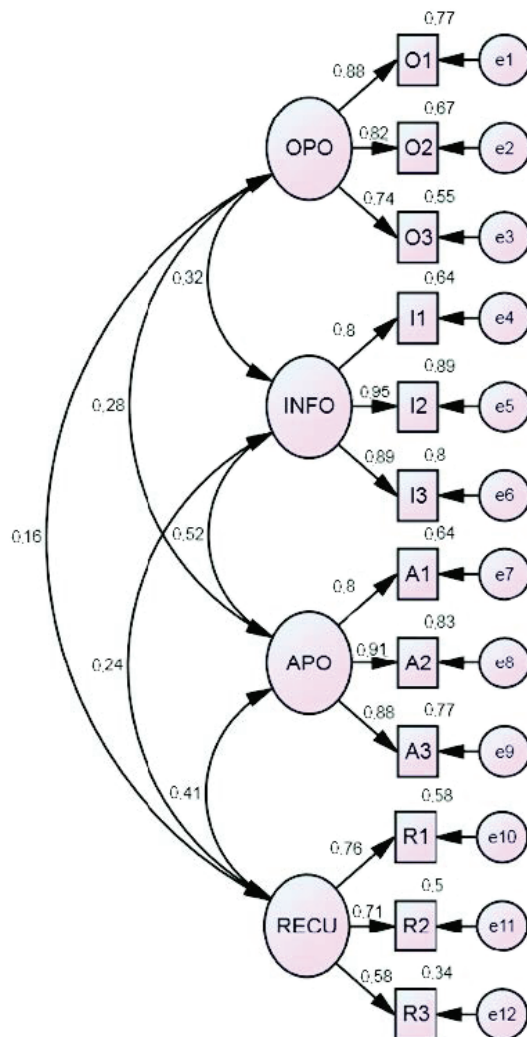 0,77
0,88 O1 e1
0,67
OPO 0,82 O2 e2
0,74 0,55
O3 e3
0,32 0,64
0,8 I1 e4
0,89
INFO 0,95 I2 e5
0,28
0,89 0,8
I3 e6
0,16 0,52 0,64
0,8 A1 e7
0,83
0,24 APO 0,91 A2 e8
0,88 0,77
A3 e9
0,41 0,58
0,76 R1 e10
0,5
RECU 0,71 R2 e11
0,58 0,34
R3 e12